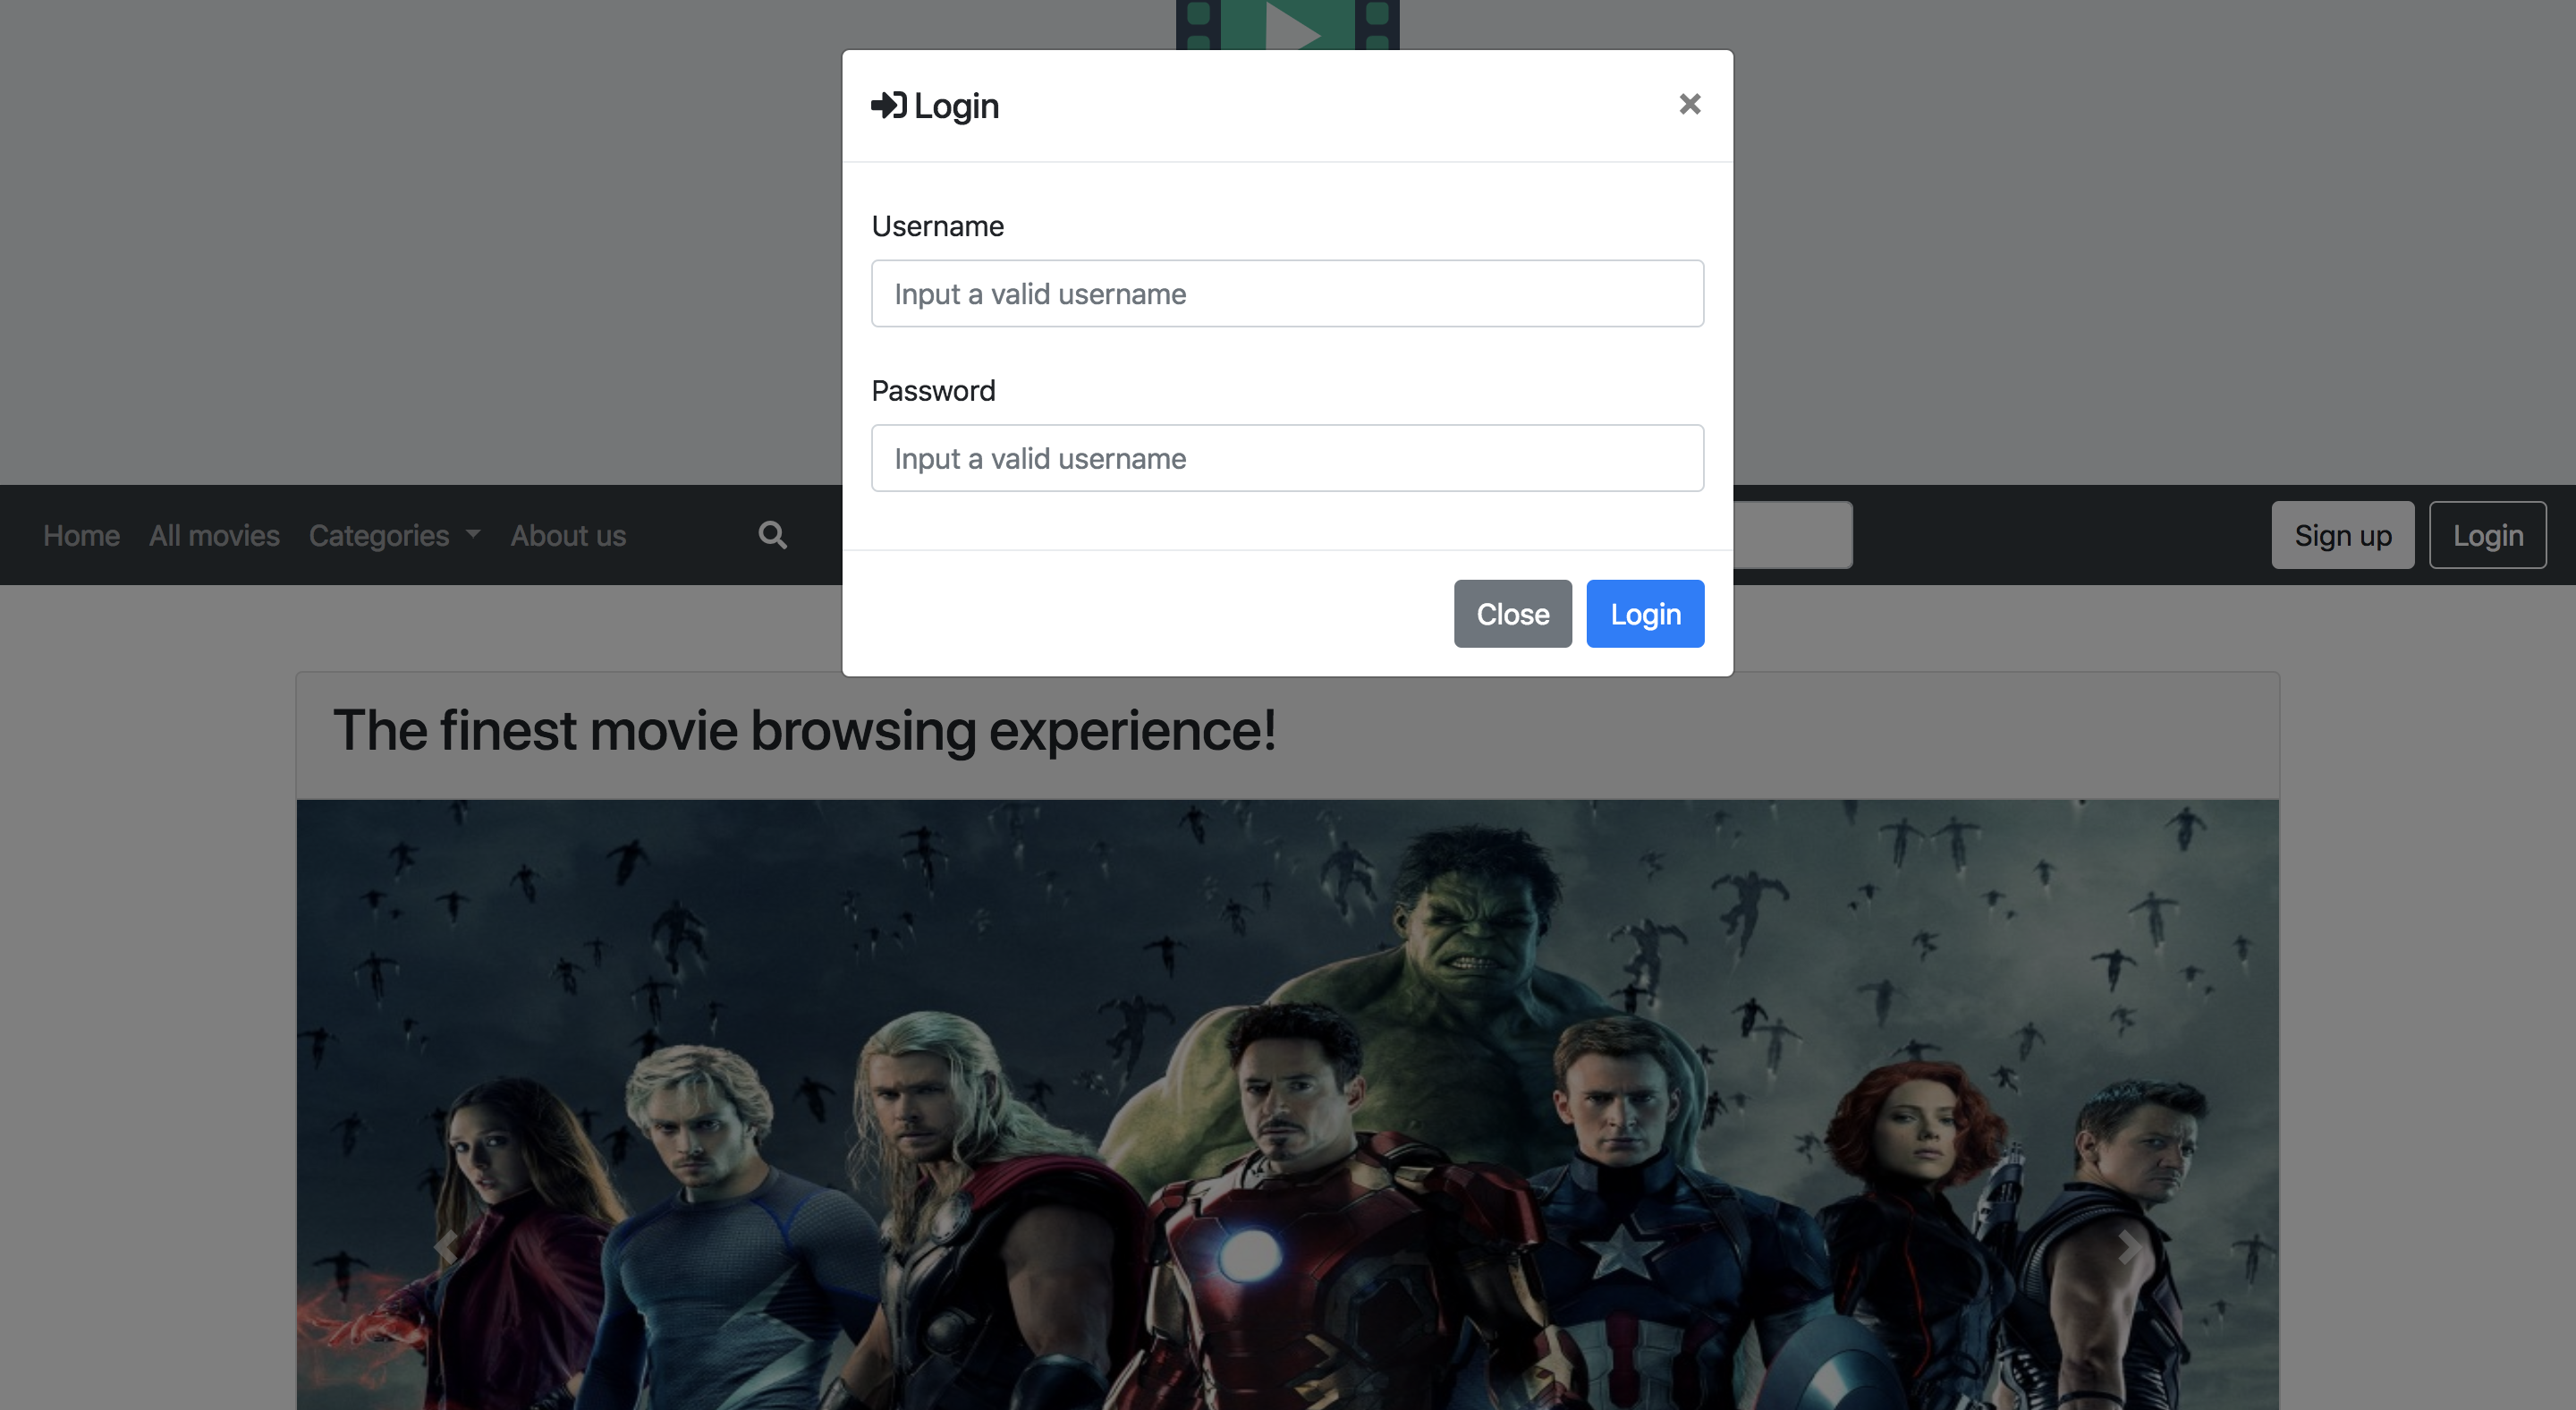 Login
Username
Input a valid username
Password
Input a valid username
Close Login
Home All movies Categories About us Sign up Login
The finest movie browsing experience!